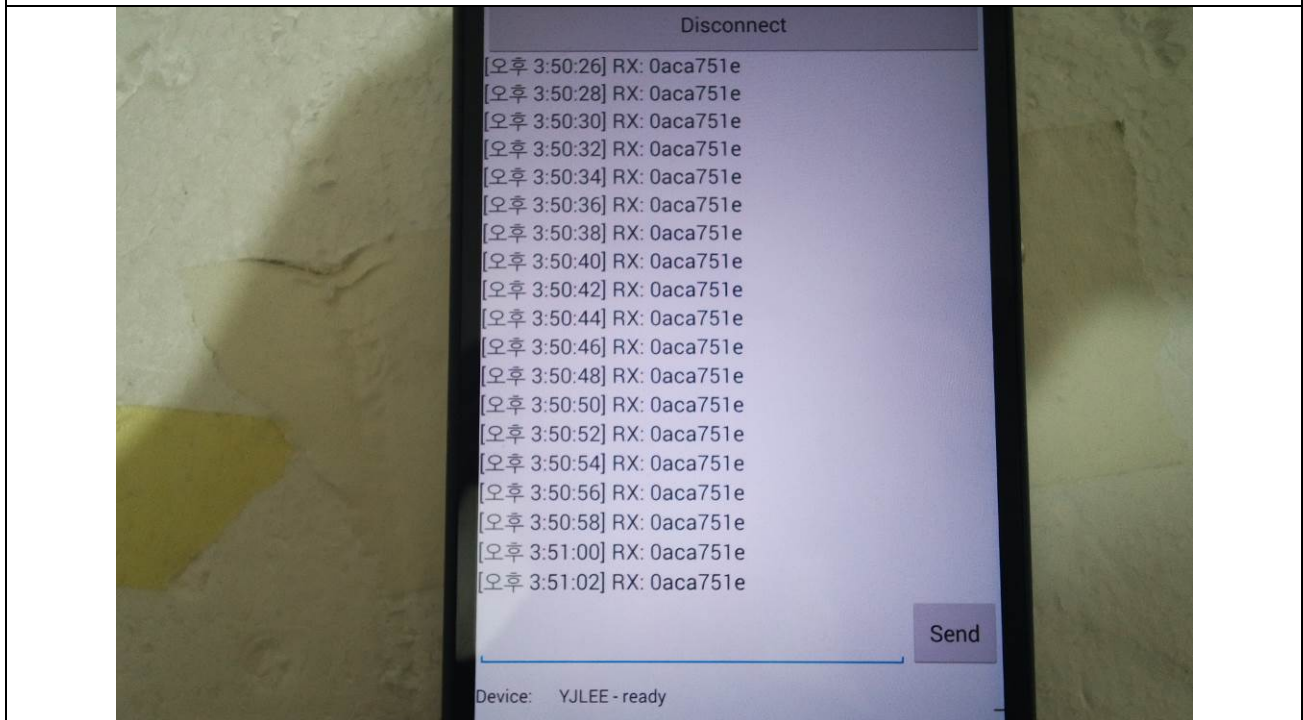 Disconnect
[오후 3:50:26] RX: 0aca751e
[오후 3:50:28] RX: 0aca751e
[오후 3:50:30] RX: 0aca751e
[오후 3:50:32] RX: 0aca751e
[오후 3:50:34] RX: 0aca751e
[오후 3:50:36] RX: 0aca751e
[오후 3:50:38] RX: 0aca751e
[오후 3:50:40] RX: 0aca751e
[오후 3:50:42] RX: 0aca751e
[오후 3:50:44] RX: 0aca751e
[오후 3:50:46] RX: 0aca751e
[오후 3:50:48] RX: 0aca751e
[오후 3:50:50] RX: 0aca751e
[오후 3:50:52] RX: 0aca751e
[오후 3:50:54] RX: 0aca751e
[오후 3:50:56] RX: 0aca751e
[오후 3:50:58] RX: 0aca751e
[오후 3:51:00] RX: 0aca751e
[오후 3:51:02] RX: 0aca751e
Send
Device: YJLEE - ready